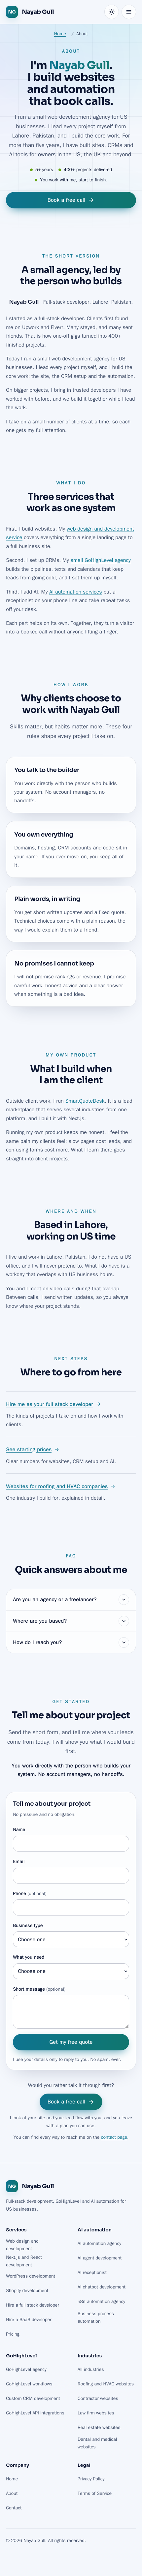 NG Nayab Gull
Home / About
ABOUT
I'm Nayab Gull.
I build websites
and automation
that book calls.
I run a small web development agency for US
businesses. I lead every project myself from
Lahore, Pakistan, and I build the core work. For
more than five years, I have built sites, CRMs and
AI tools for owners in the US, the UK and beyond.
5+ years
400+ projects delivered
You work with me, start to finish.
Book a free call →
THE SHORT VERSION
A small agency, led by
the person who builds
Nayab Gull Full stack developer. Lahore, Pakistan.
I started as a full-stack developer. Clients first found
me on Upwork and Fiverr. Many stayed, and many sent
friends. That is how one-off gigs turned into 400+
finished projects.
Today I run a small web development agency for US
businesses. I lead every project myself, and I build the
core work: the site, the CRM setup and the automation.
On bigger projects, I bring in trusted developers I have
worked with before, and we build it together while I lead
the work.
I take on a small number of clients at a time, so each
one gets my full attention.
WHAT I DO
Three services that
work as one system
First, I build websites. My web design and development
service covers everything from a single landing page to
a full business site.
Second, I set up CRMs. My small GoHighLevel agency
builds the pipelines, texts and calendars that keep
leads from going cold, and I set them up myself.
Third, I add AI. My AI automation services put a
receptionist on your phone line and take repeat tasks
off your desk.
Each part helps on its own. Together, they turn a visitor
into a booked call without anyone lifting a finger.
HOW I WORK
Why clients choose to
work with Nayab Gull
Skills matter, but habits matter more. These four
rules shape every project I take on.
You talk to the builder
You work directly with the person who builds
your system. No account managers, no
handoffs.
You own everything
Domains, hosting, CRM accounts and code sit in
your name. If you ever move on, you keep all of
it.
Plain words, in writing
You get short written updates and a fixed quote.
Technical choices come with a plain reason, the
way I would explain them to a friend.
No promises I cannot keep
I will not promise rankings or revenue. I promise
careful work, honest advice and a clear answer
when something is a bad idea.
MY OWN PRODUCT
What I build when
I am the client
Outside client work, I run SmartQuoteDesk. It is a lead
marketplace that serves several industries from one
platform, and I built it with Next.js.
Running my own product keeps me honest. I feel the
same pain my clients feel: slow pages cost leads, and
confusing forms cost more. What I learn there goes
straight into client projects.
WHERE AND WHEN
Based in Lahore,
working on US time
I live and work in Lahore, Pakistan. I do not have a US
office, and I will never pretend to. What I do have is a
workday that overlaps with US business hours.
You and I meet on video calls during that overlap.
Between calls, I send written updates, so you always
know where your project stands.
NEXT STEPS
Where to go from here
Hire me as your full stack developer →
The kinds of projects I take on and how I work with
clients.
See starting prices →
Clear numbers for websites, CRM setup and AI.
Websites for roofing and HVAC companies →
One industry I build for, explained in detail.
FAQ
Quick answers about me
Are you an agency or a freelancer?
Where are you based?
How do I reach you?
GET STARTED
Tell me about your project
Send the short form, and tell me where your leads
come from today. I will show you what I would build
first.
You work directly with the person who builds your
system. No account managers, no handoffs.
Tell me about your project
No pressure and no obligation.
Name
Email
Phone (optional)
Business type
Choose one
What you need
Choose one
Short message (optional)
Get my free quote
I use your details only to reply to you. No spam, ever.
Would you rather talk it through first?
Book a free call →
I look at your site and your lead flow with you, and you leave
with a plan you can use.
You can find every way to reach me on the contact page.
NG Nayab Gull
Full-stack development, GoHighLevel and AI automation for
US businesses.
Services
Web design and
development
Next.js and React
development
WordPress development
Shopify development
Hire a full stack developer
Hire a SaaS developer
Pricing
AI automation
AI automation agency
AI agent development
AI receptionist
AI chatbot development
n8n automation agency
Business process
automation
GoHighLevel
GoHighLevel agency
GoHighLevel workflows
Custom CRM development
GoHighLevel API integrations
Industries
All industries
Roofing and HVAC websites
Contractor websites
Law firm websites
Real estate websites
Dental and medical
websites
Company
Home
About
Contact
Legal
Privacy Policy
Terms of Service
© 2026 Nayab Gull. All rights reserved.